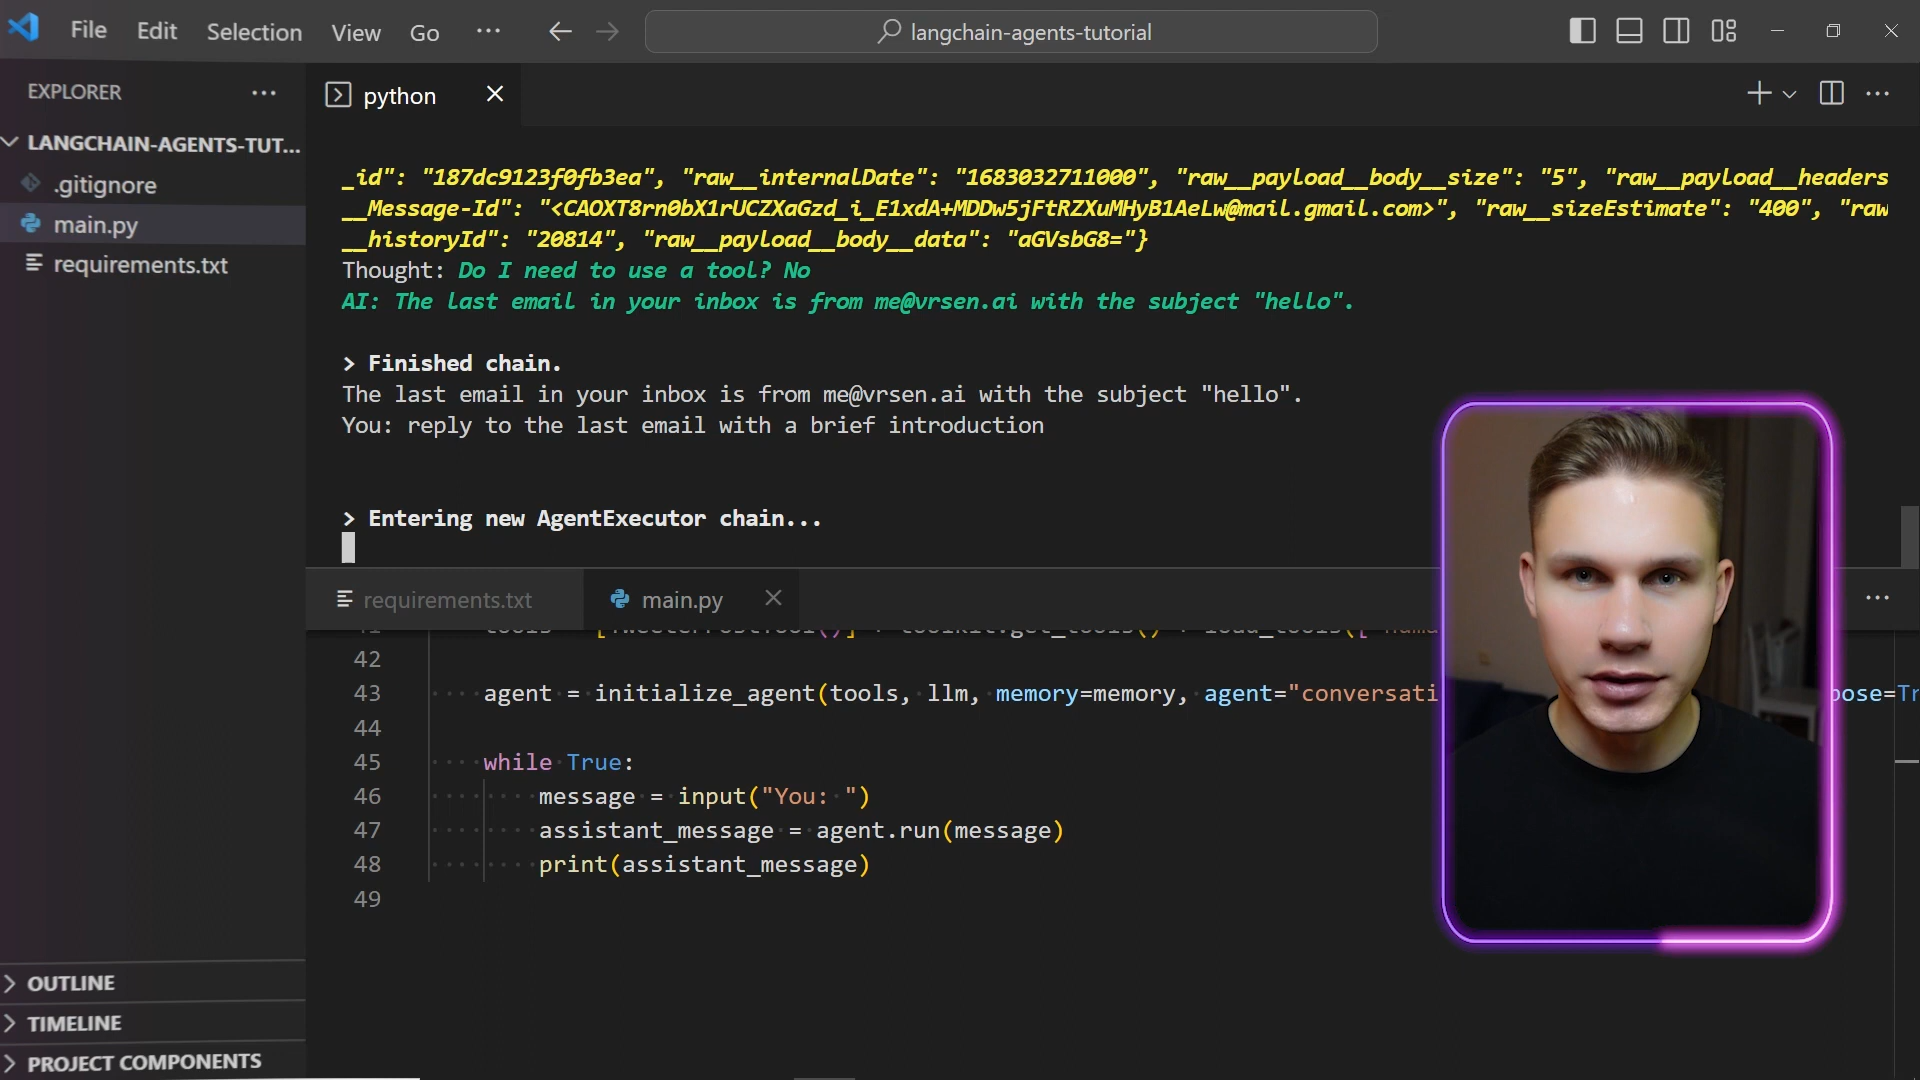 File Edit Selection View Go ...
langchain-agents-tutorial
EXPLORER
LANGCHAIN-AGENTS-TUT...
.gitignore
main.py
requirements.txt
OUTLINE
TIMELINE
PROJECT COMPONENTS
python
_id": "187dc9123f0fb3ea", "raw__internalDate": "1683032711000", "raw__payload__body__size": "5", "raw__payload__headers
__Message-Id": "<CAOXT8rn0bX1rUCZXaGzd_i_E1xdA+MDDw5jFtRZXuMHyB1AeLw@mail.gmail.com>", "raw__sizeEstimate": "400", "raw
__historyId": "20814", "raw__payload__body__data": "aGVsbG8="}
Thought: Do I need to use a tool? No
AI: The last email in your inbox is from me@vrsen.ai with the subject "hello".
> Finished chain.
The last email in your inbox is from me@vrsen.ai with the subject "hello".
You: reply to the last email with a brief introduction
> Entering new AgentExecutor chain...
requirements.txt
main.py
42
43 agent = initialize_agent(tools, llm, memory=memory, agent="conversati pose=Tr
44
45 while True:
46 message = input("You: ")
47 assistant_message = agent.run(message)
48 print(assistant_message)
49